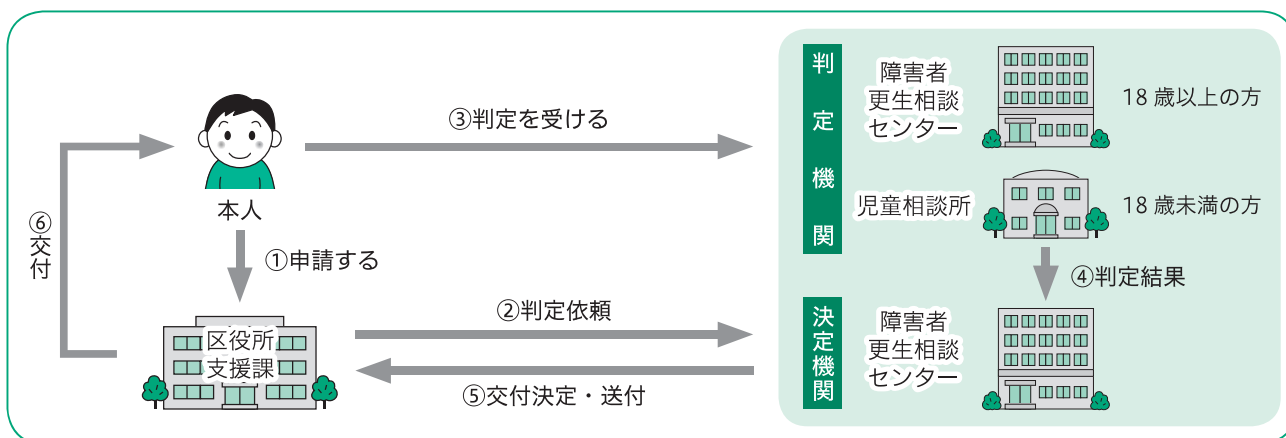 本人
①申請する
区役所
支援課
②判定依頼
③判定を受ける
判定機関
障害者
更生相談
センター
18歳以上の方
児童相談所
18歳未満の方
④判定結果
決定機関
障害者
更生相談
センター
⑤交付決定・送付
⑥交付